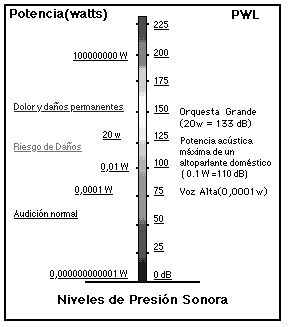 Potencia(watts) PWL
225
100000000 W 200
175
Dolor y daños permanentes 150
Orquesta Grande
(20w = 133 dB)
20 w 125
Riesgo de Daños
Potencia acústica
máxima de un
altoparlante doméstico
( 0.1 W =110 dB)
0,01 W 100
0,0001 W 75
Voz Alta(0,0001w)
Audición normal 50
25
0,000000000001 W 0 dB
Niveles de Presión Sonora